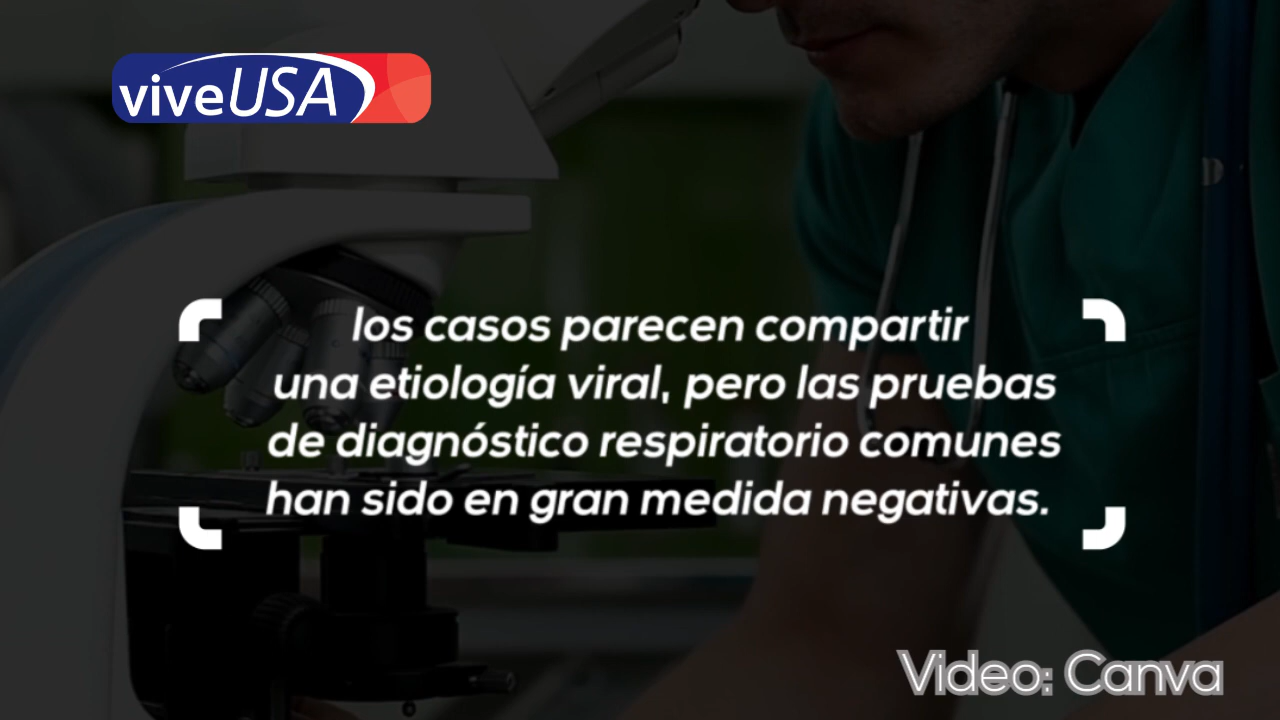 viveUSA
los casos parecen compartir
una etiología viral, pero las pruebas
de diagnóstico respiratorio comunes
han sido en gran medida negativas.
Video: Canva